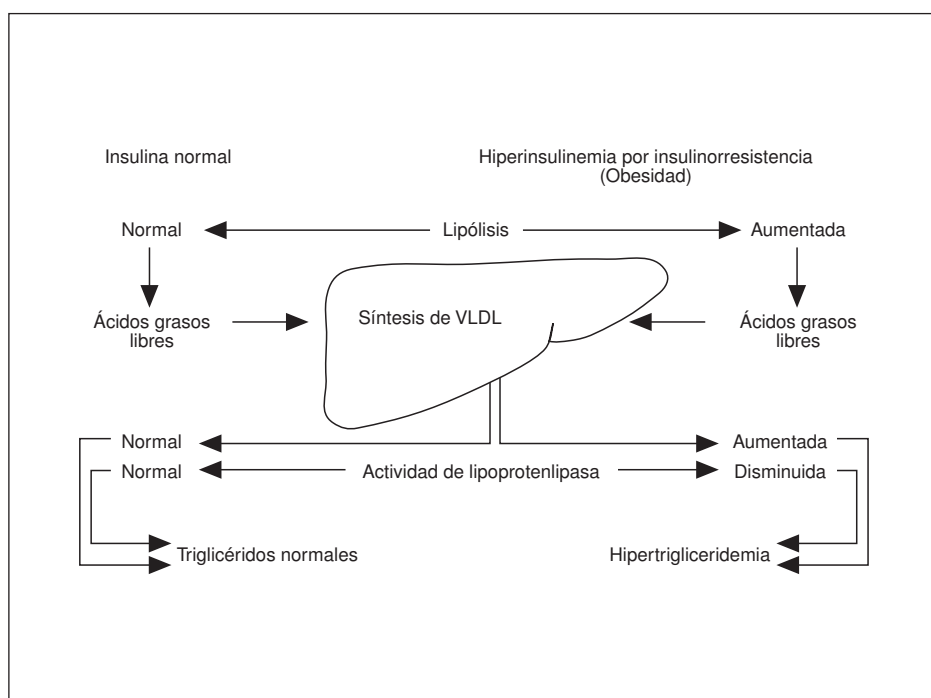 Insulina normal
Hiperinsulinemia por insulinorresistencia
(Obesidad)
Normal
Lipólisis
Aumentada
Ácidos grasos
libres
Síntesis de VLDL
Ácidos grasos
libres
Normal
Aumentada
Normal
Actividad de lipoprotenlipasa
Disminuida
Triglicéridos normales
Hipertrigliceridemia